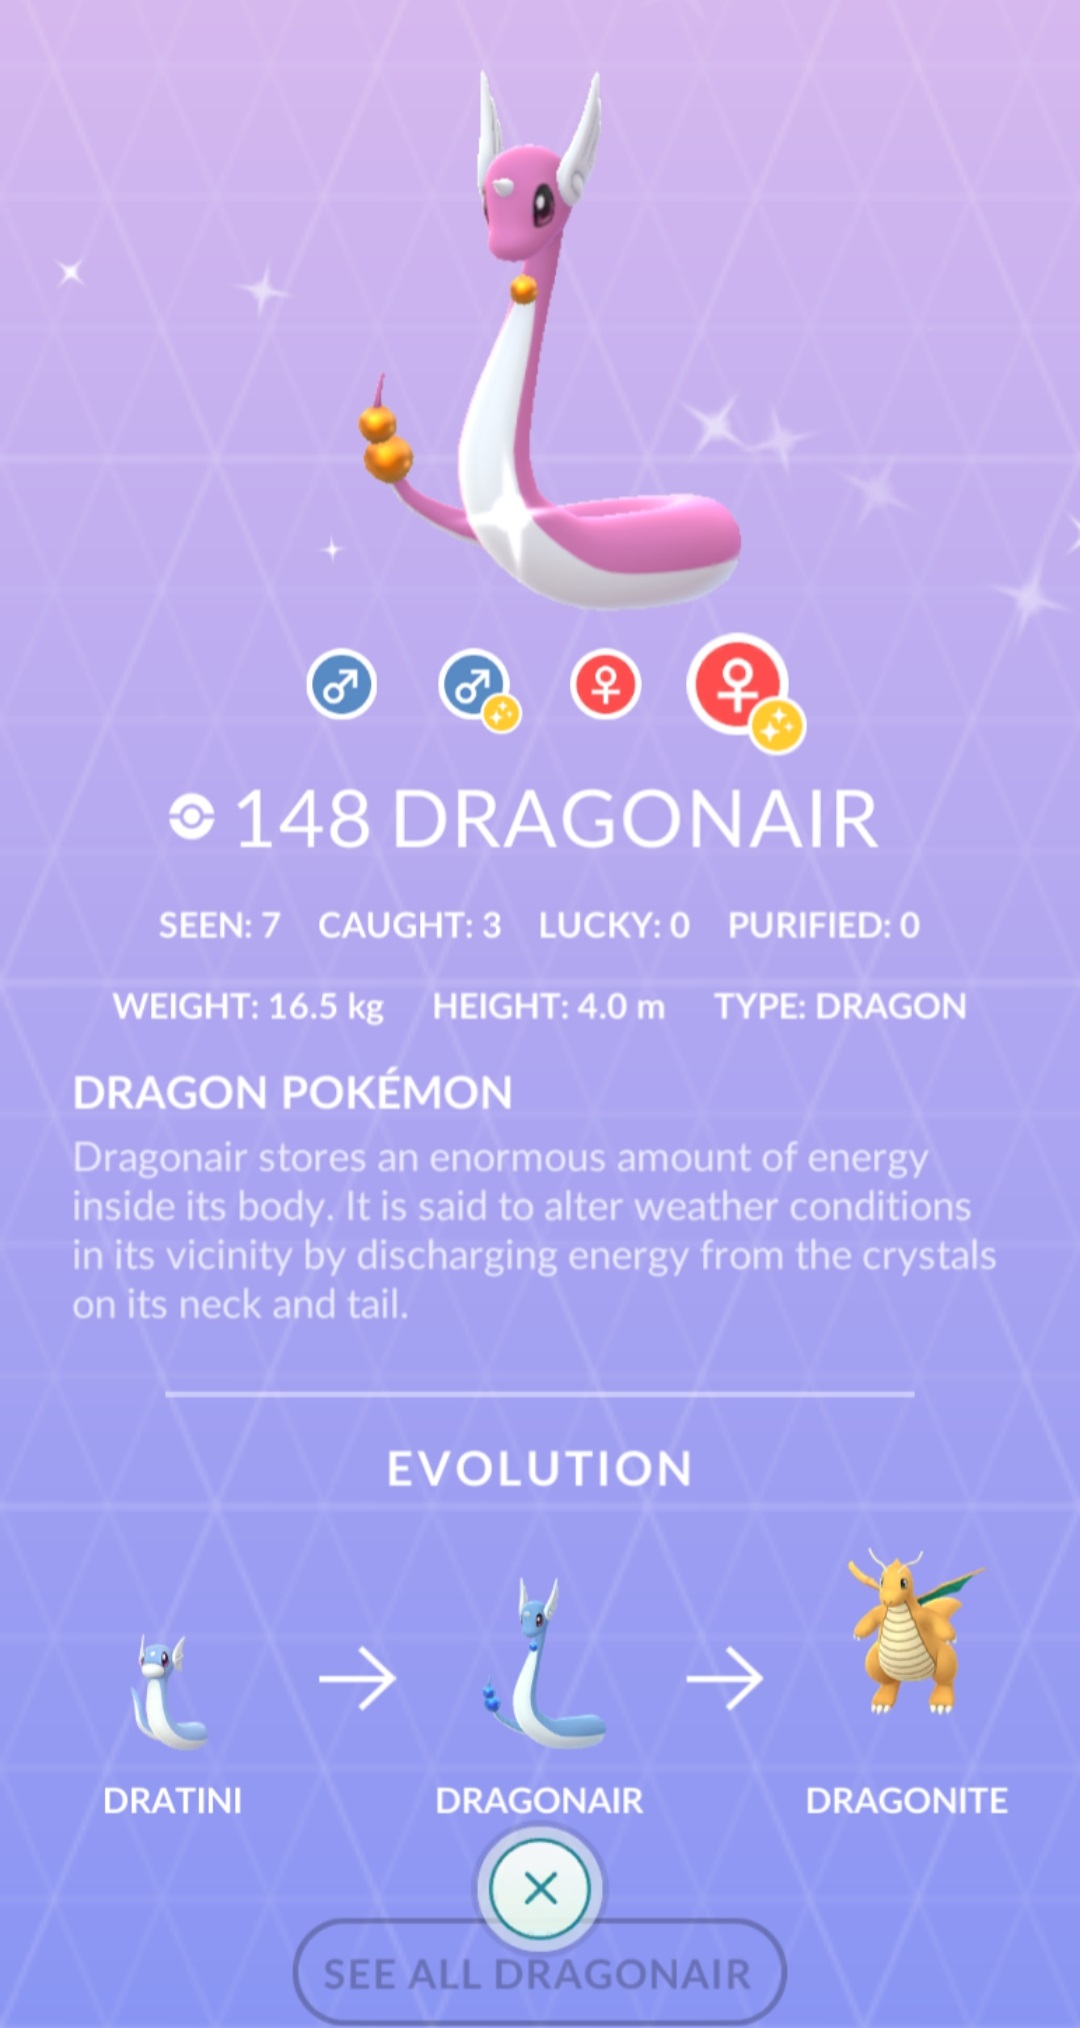 148 DRAGONAIR
SEEN: 7 CAUGHT: 3 LUCKY: 0 PURIFIED: 0
WEIGHT: 16.5 kg HEIGHT: 4.0 m TYPE: DRAGON
DRAGON POKÉMON
Dragonair stores an enormous amount of energy
inside its body. It is said to alter weather conditions
in its vicinity by discharging energy from the crystals
on its neck and tail.
EVOLUTION
DRATINI DRAGONAIR DRAGONITE
SEE ALL DRAGONAIR